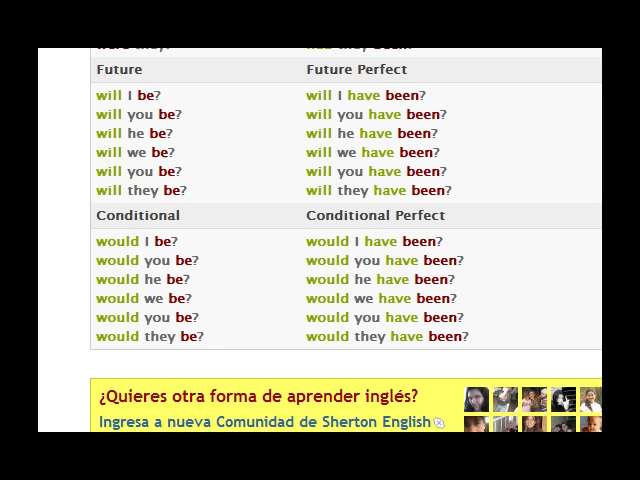 Future Future Perfect
will I be? will I have been?
will you be? will you have been?
will he be? will he have been?
will we be? will we have been?
will you be? will you have been?
will they be? will they have been?
Conditional Conditional Perfect
would I be? would I have been?
would you be? would you have been?
would he be? would he have been?
would we be? would we have been?
would you be? would you have been?
would they be? would they have been?
¿Quieres otra forma de aprender inglés?
Ingresa a nueva Comunidad de Sherton English